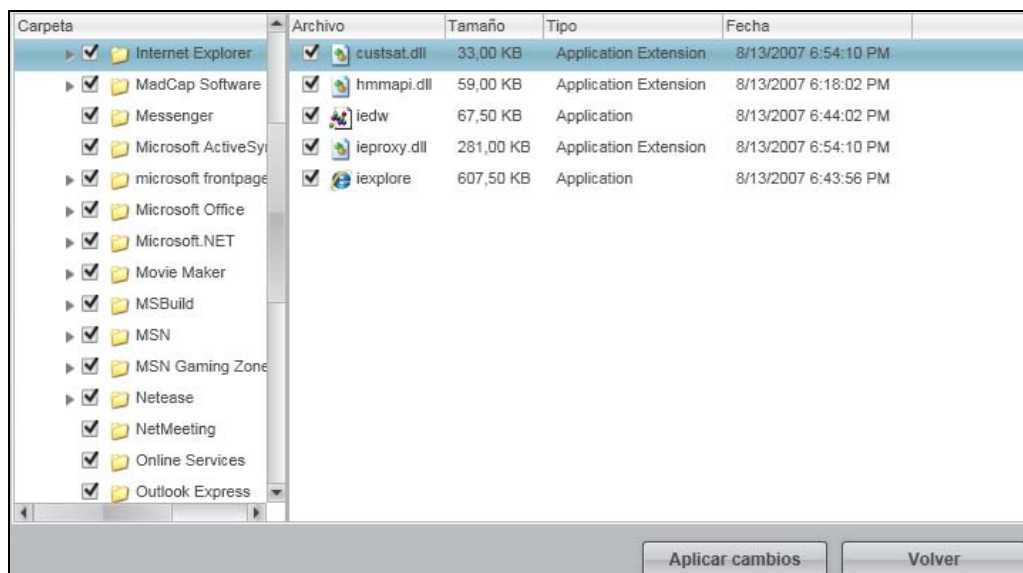 Carpeta
Internet Explorer
MadCap Software
Messenger
Microsoft ActiveSy
microsoft frontpage
Microsoft Office
Microsoft.NET
Movie Maker
MSBuild
MSN
MSN Gaming Zone
Netease
NetMeeting
Online Services
Outlook Express
Archivo Tamaño Tipo Fecha
custsat.dll 33,00 KB Application Extension 8/13/2007 6:54:10 PM
hmmapi.dll 59,00 KB Application Extension 8/13/2007 6:18:02 PM
iedw 67,50 KB Application 8/13/2007 6:44:02 PM
ieproxy.dll 281,00 KB Application Extension 8/13/2007 6:54:10 PM
iexplore 607,50 KB Application 8/13/2007 6:43:56 PM
Aplicar cambios Volver